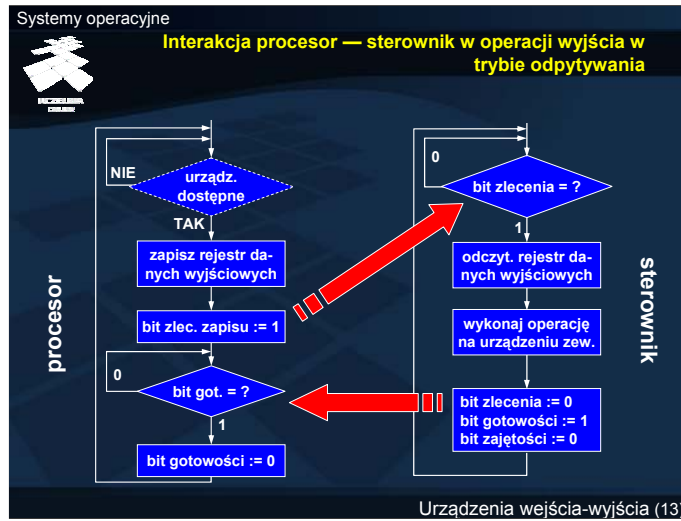 Systemy operacyjne
Interakcja procesor — sterownik w operacji wyjścia w
trybie odpytywania
UCZELNIA
ONLINE
procesor
NIE
urządz.
dostępne
TAK
zapisz rejestr da-
nych wyjściowych
bit zlec. zapisu := 1
0
bit got. = ?
1
bit gotowości := 0
0
bit zlecenia = ?
1
odczyt. rejestr da-
nych wyjściowych
wykonaj operację
na urządzeniu zew.
bit zlecenia := 0
bit gotowości := 1
bit zajętości := 0
sterownik
Urządzenia wejścia-wyjścia (13)